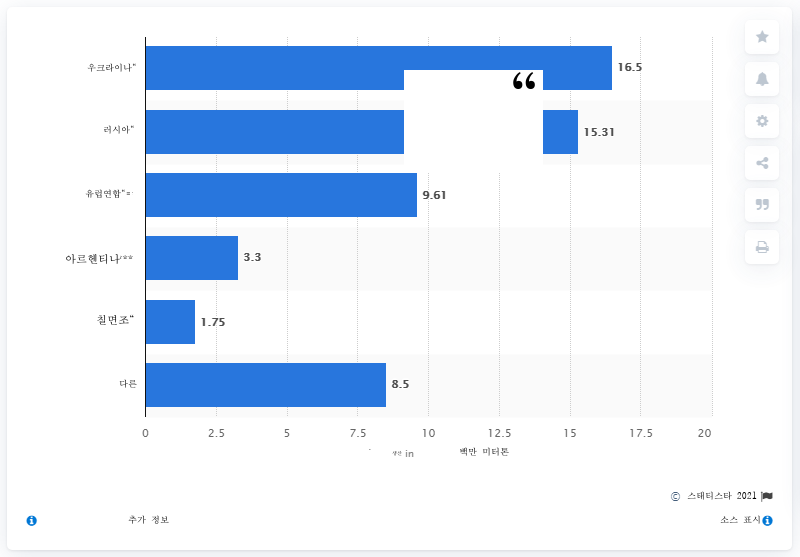 우크라이나"
16.5
“
러시아"
15.31
유럽연합"
9.61
아르헨티나***
3.3
칠면조“
1.75
다른
8.5
0 2.5 5 7.5 10 12.5 15 17.5 20
in 백만 미터톤
© 스태티스타 2021
추가 정보
소스 표시